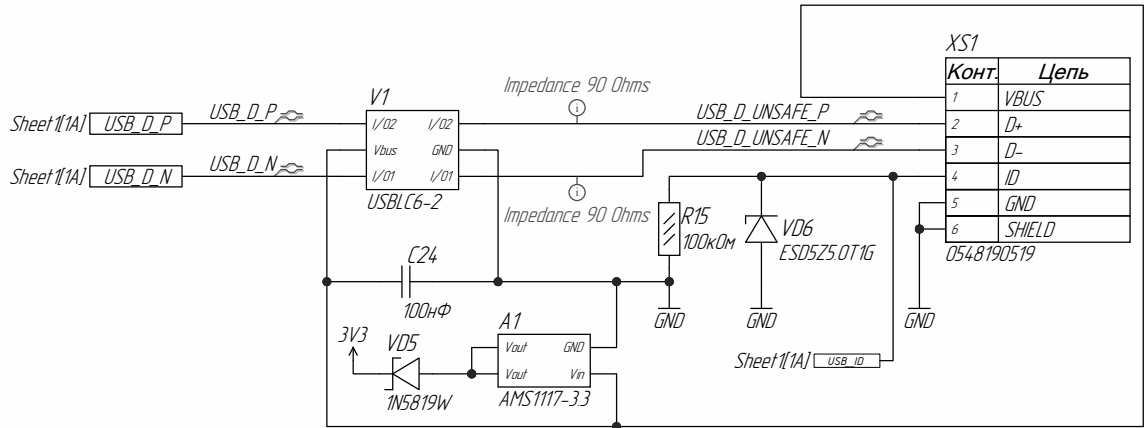 XS1
Конт. Цепь
1 VBUS
2 D+
3 D-
4 ID
5 GND
6 SHIELD
0548190519
Impedance 90 Ohms
V1
Sheet1[1A] USB_D_P USB_D_P
I/O2 I/O2
USB_D_UNSAFE_P
Vbus GND
USB_D_UNSAFE_N
Sheet1[1A] USB_D_N USB_D_N
I/O1 I/O1
USBLC6-2
Impedance 90 Ohms
R15
100кОм
VD6
ESD5Z5.0T1G
C24
100нФ
GND
GND
GND
A1
3V3
VD5
Vout GND
Vout Vin
1N5819W
AMS1117-3.3
Sheet1[1A] USB_ID